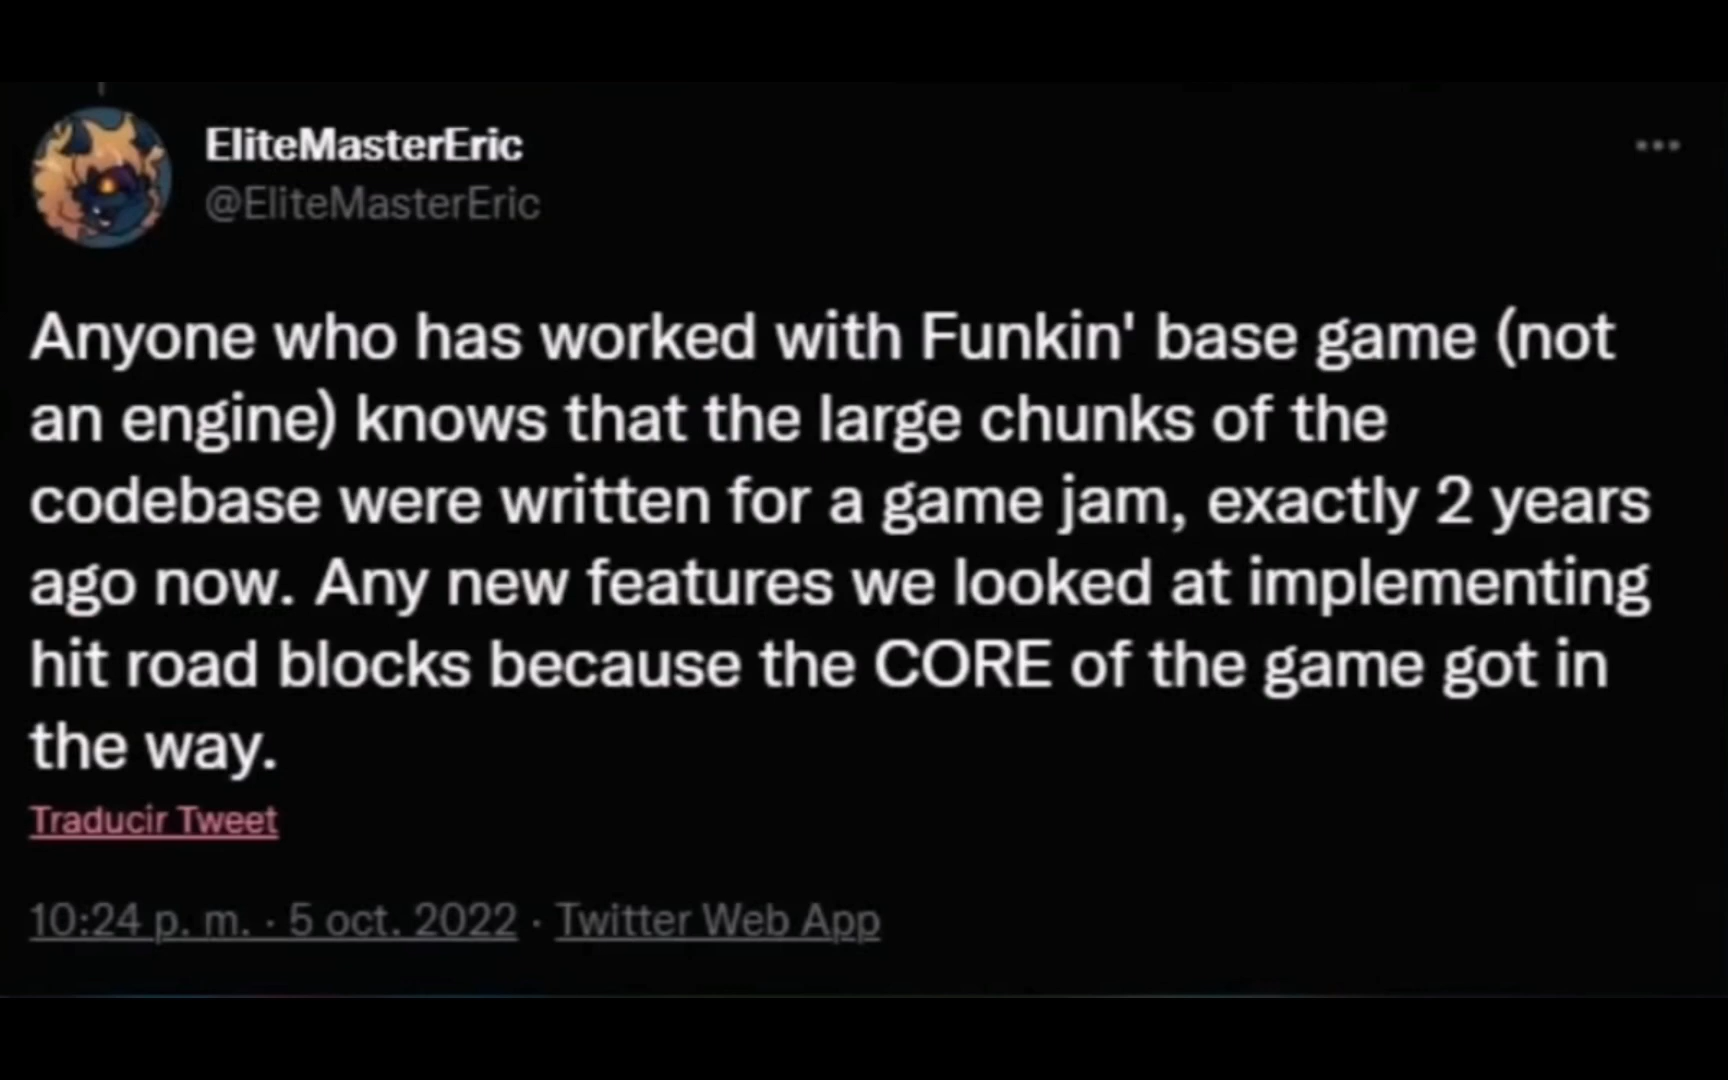 EliteMasterEric
@EliteMasterEric
Anyone who has worked with Funkin' base game (not
an engine) knows that the large chunks of the
codebase were written for a game jam, exactly 2 years
ago now. Any new features we looked at implementing
hit road blocks because the CORE of the game got in
the way.
Traducir Tweet
10:24 p. m. · 5 oct. 2022 · Twitter Web App